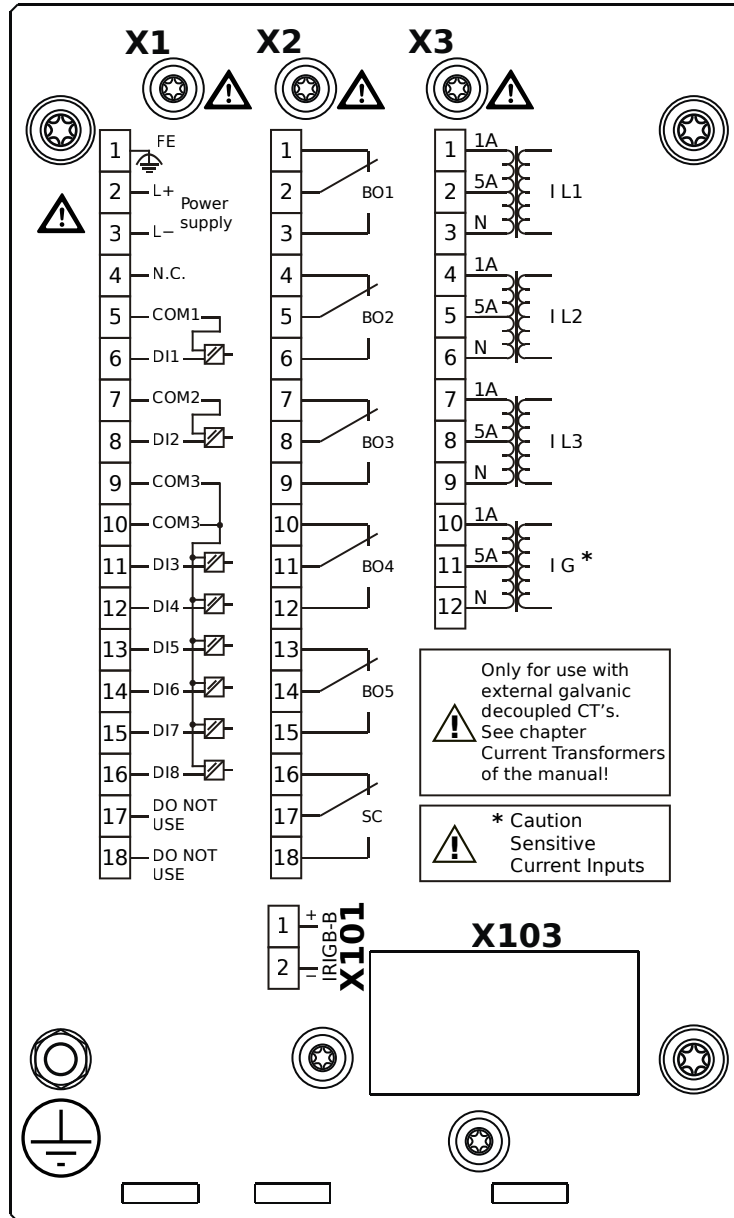 X1
X2
X3
1 FE
2 L+
3 L−
Power
supply
4 N.C.
5 COM1
6 DI1
7 COM2
8 DI2
9 COM3
10 COM3
11 DI3
12 DI4
13 DI5
14 DI6
15 DI7
16 DI8
17 DO NOT
USE
18 DO NOT
USE
1
2 BO1
3
4
5 BO2
6
7
8 BO3
9
10
11 BO4
12
13
14 BO5
15
16
17 SC
18
1 1A
2 5A I L1
3 N
4 1A
5 5A I L2
6 N
7 1A
8 5A I L3
9 N
10 1A
11 5A I G *
12 N
Only for use with
external galvanic
decoupled CT's.
See chapter
Current Transformers
of the manual!
* Caution
Sensitive
Current Inputs
1 +
2 −
IRIGB-B
X101
X103